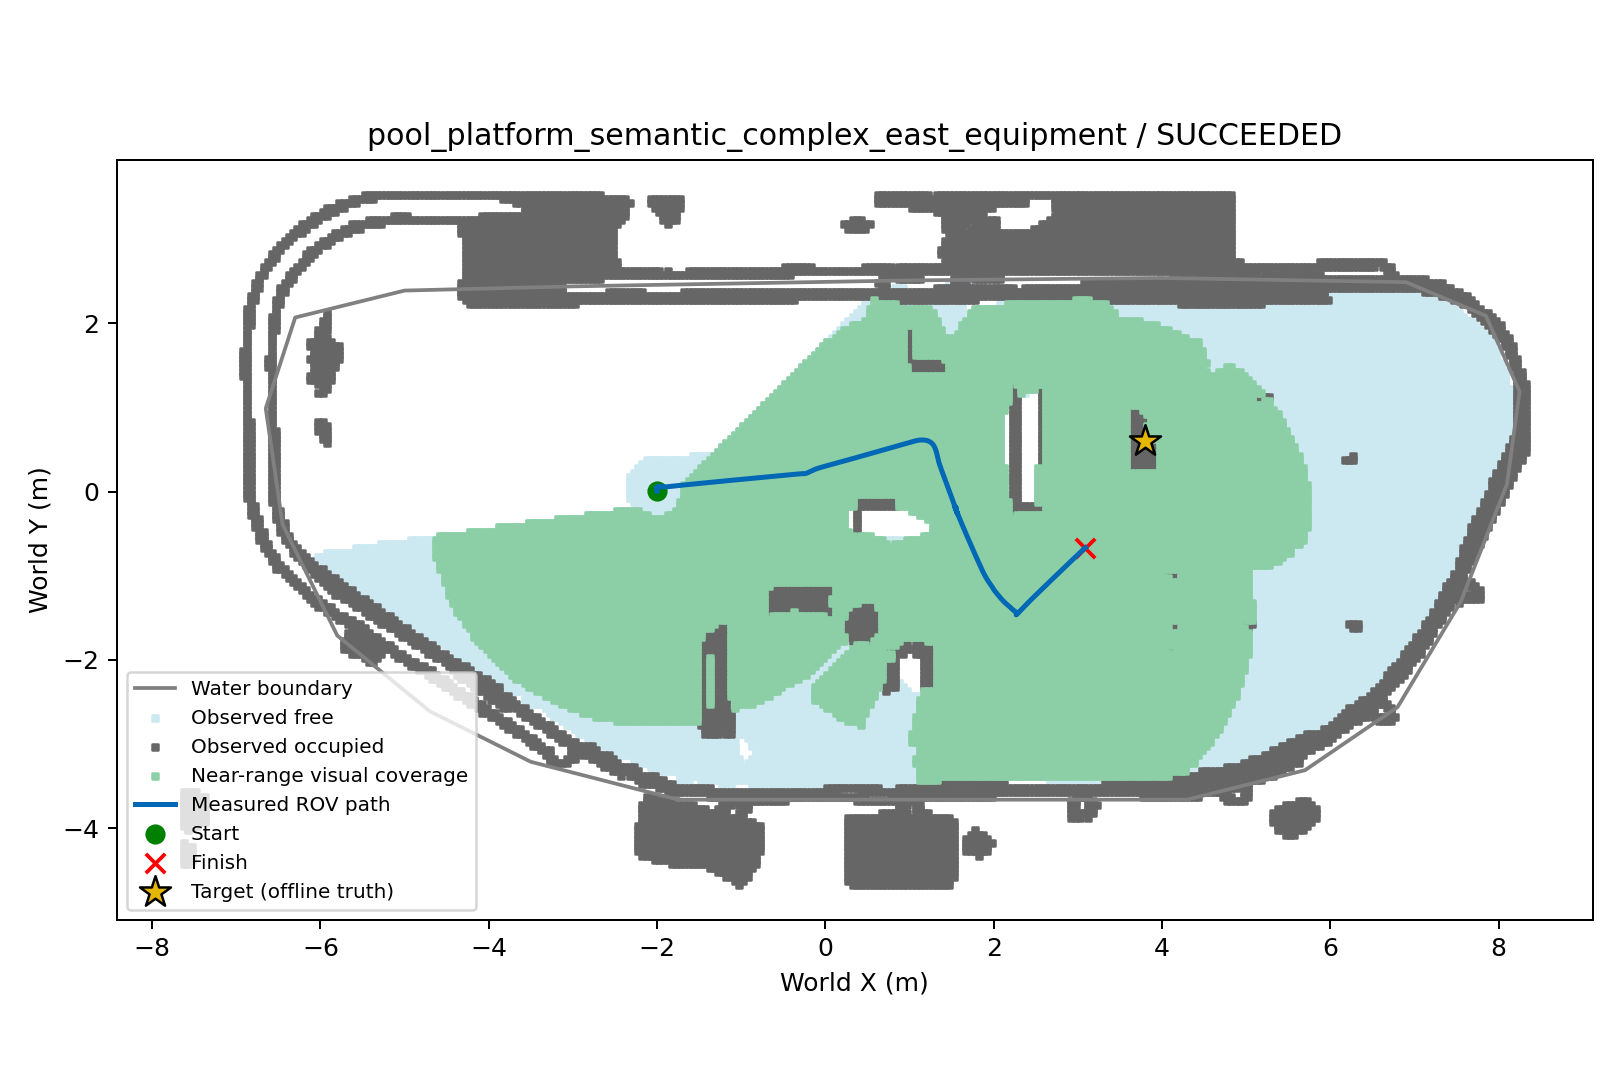 pool_platform_semantic_complex_east_equipment / SUCCEEDED
World Y (m)
2
0
−2
−4
Water boundary
Observed free
Observed occupied
Near-range visual coverage
Measured ROV path
Start
Finish
Target (offline truth)
−8 −6 −4 −2 0 2 4 6 8
World X (m)